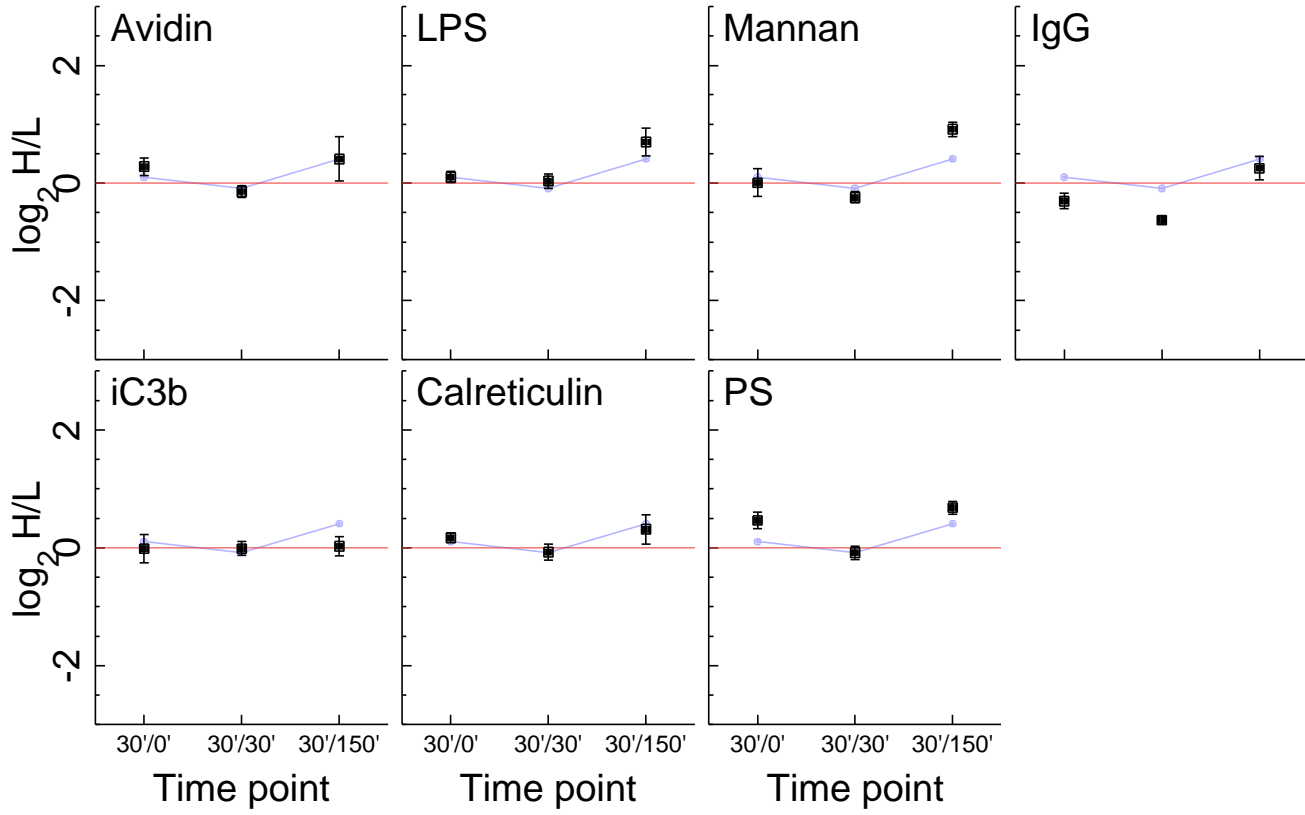 Avidin
LPS
Mannan
IgG
2
0
-2
log2 H/L
iC3b
Calreticulin
PS
2
0
-2
log2 H/L
30'/0' 30'/30' 30'/150'
30'/0' 30'/30' 30'/150'
30'/0' 30'/30' 30'/150'
Time point
Time point
Time point